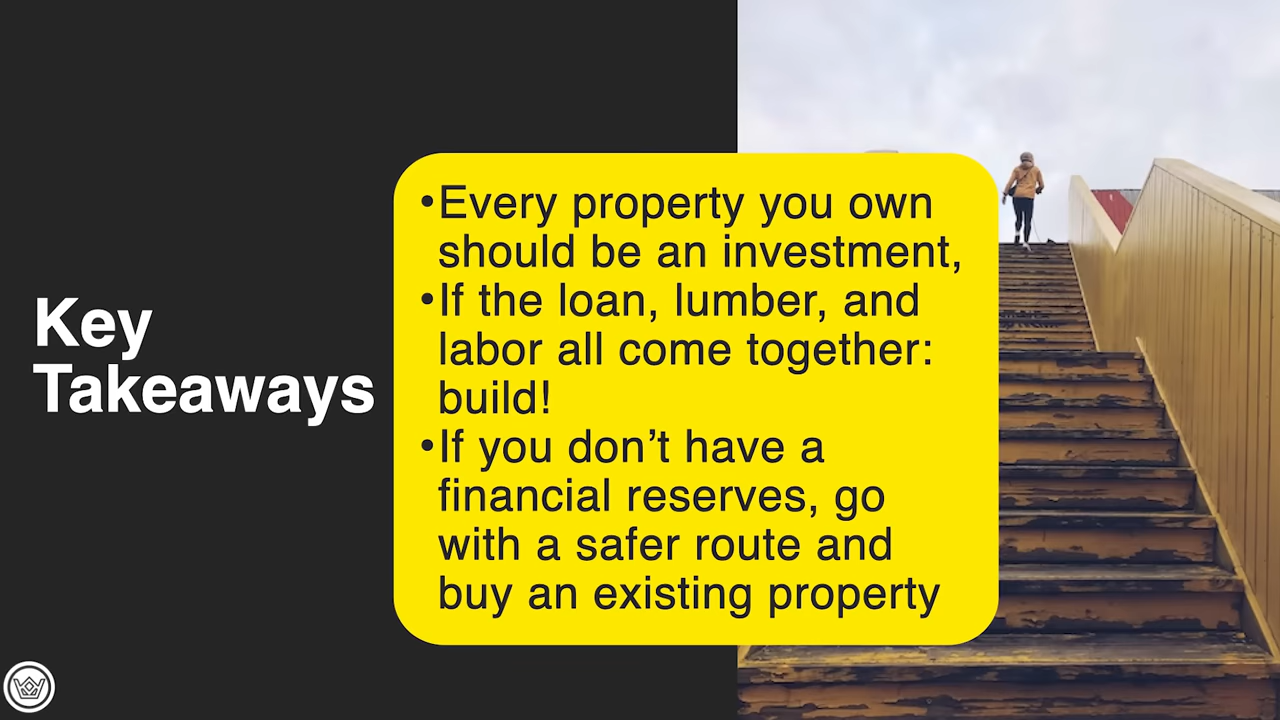 Key
Takeaways
•Every property you own
should be an investment,
•If the loan, lumber, and
labor all come together:
build!
•If you don’t have a
financial reserves, go
with a safer route and
buy an existing property